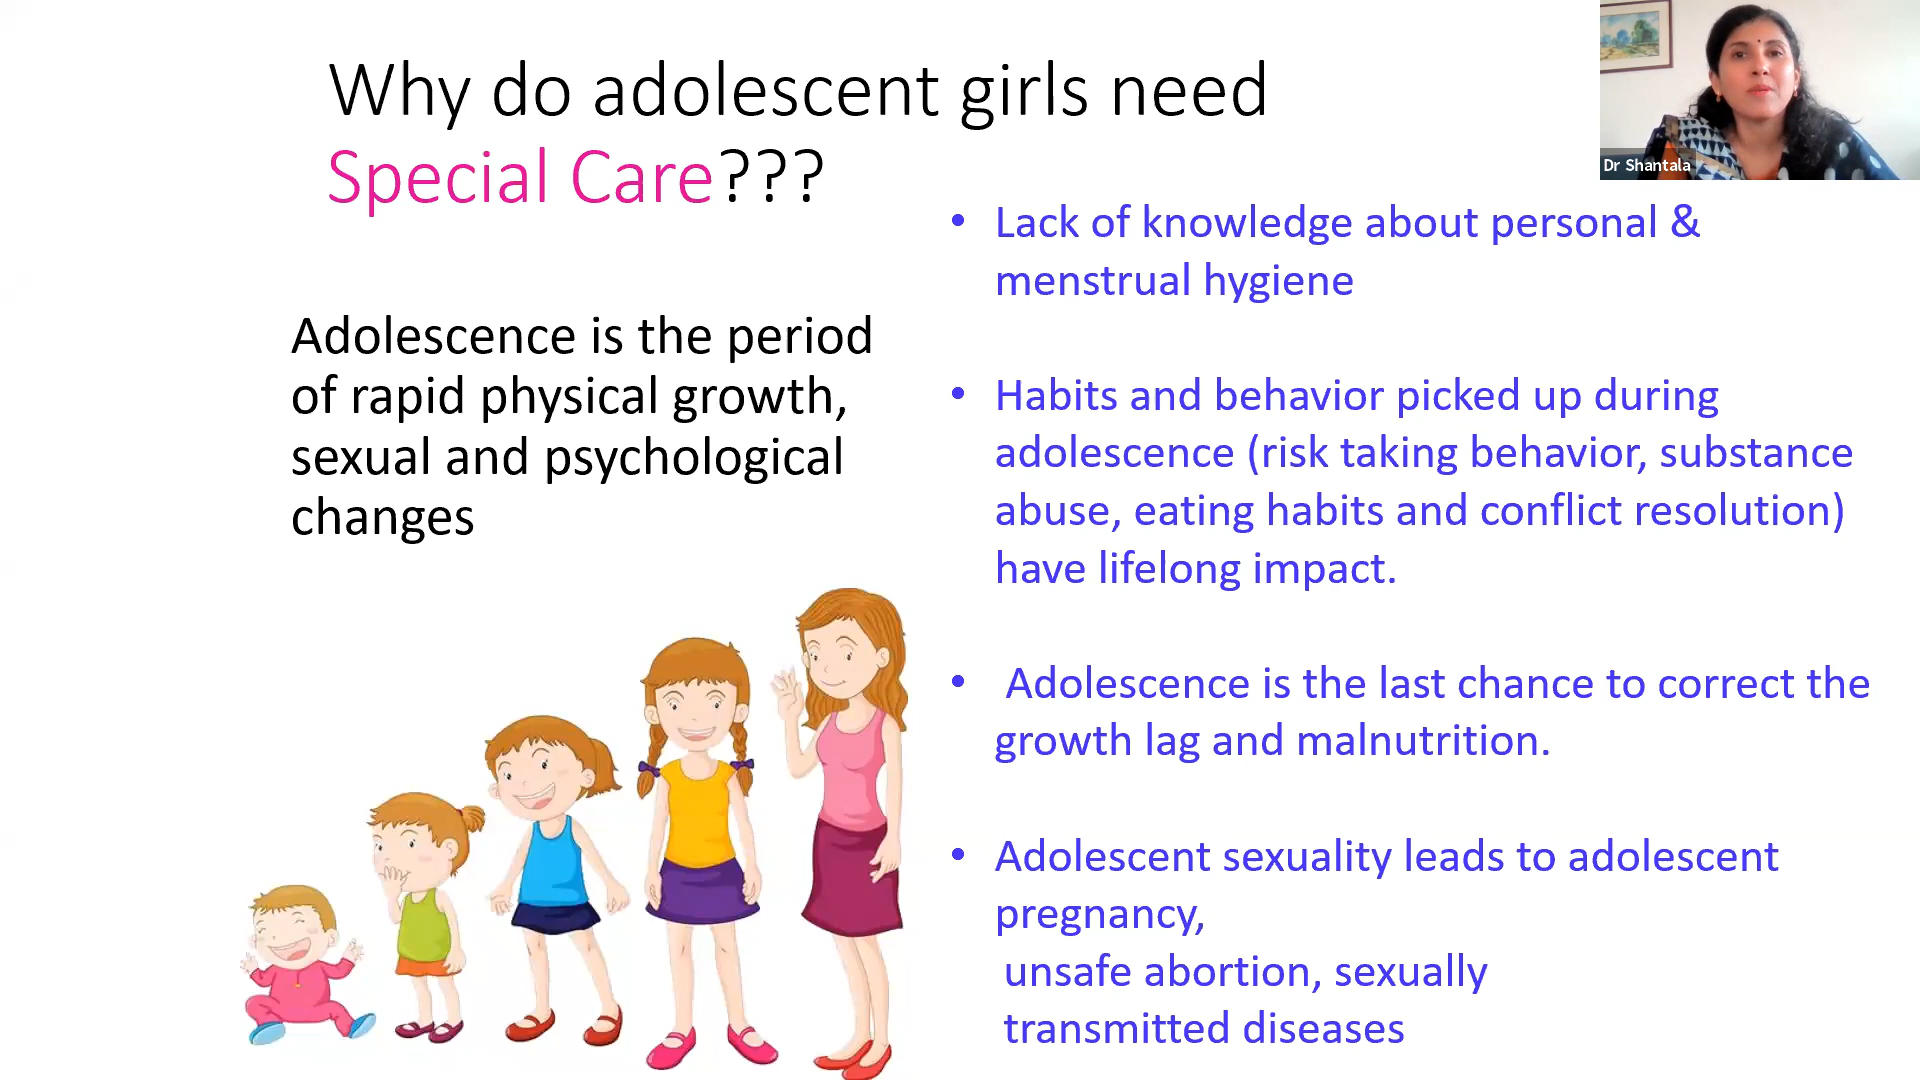 Why do adolescent girls need
Special Care???
Dr Shantala
Adolescence is the period
of rapid physical growth,
sexual and psychological
changes
• Lack of knowledge about personal &
menstrual hygiene
• Habits and behavior picked up during
adolescence (risk taking behavior, substance
abuse, eating habits and conflict resolution)
have lifelong impact.
• Adolescence is the last chance to correct the
growth lag and malnutrition.
• Adolescent sexuality leads to adolescent
pregnancy,
unsafe abortion, sexually
transmitted diseases